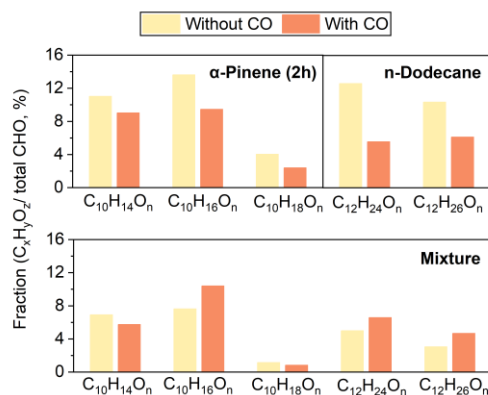 Without CO With CO
α-Pinene (2h) n-Dodecane
16
12
8
4
0
C₁₀H₁₄Oₙ C₁₀H₁₆Oₙ C₁₀H₁₈Oₙ C₁₂H₂₄Oₙ C₁₂H₂₆Oₙ
Fraction (CₓHᵧO_z/ total CHO, %)
Mixture
16
12
8
4
0
C₁₀H₁₄Oₙ C₁₀H₁₆Oₙ C₁₀H₁₈Oₙ C₁₂H₂₄Oₙ C₁₂H₂₆Oₙ